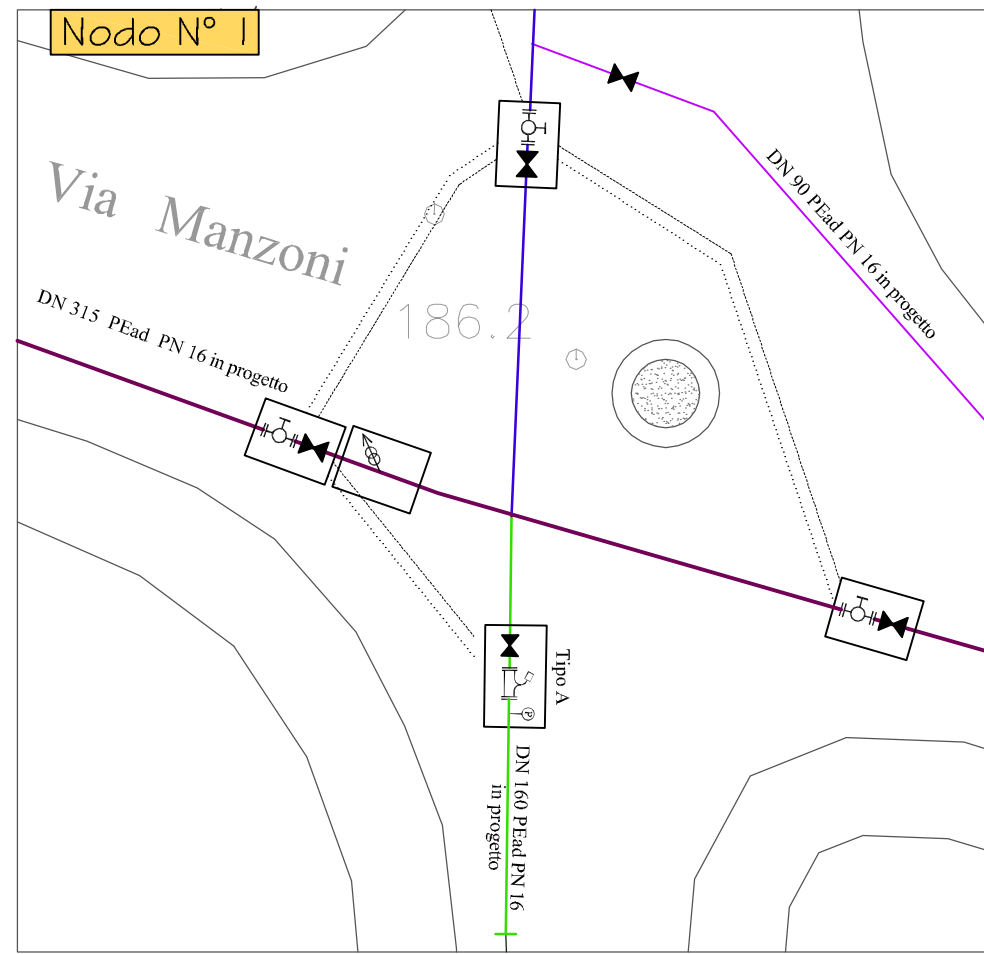 Nodo N° 1
Via Manzoni
DN 90 PEad PN 16 in progetto
DN 315 PEad PN 16 in progetto
186.2
Tipo A
P
DN 160 PEad PN 16
in progetto